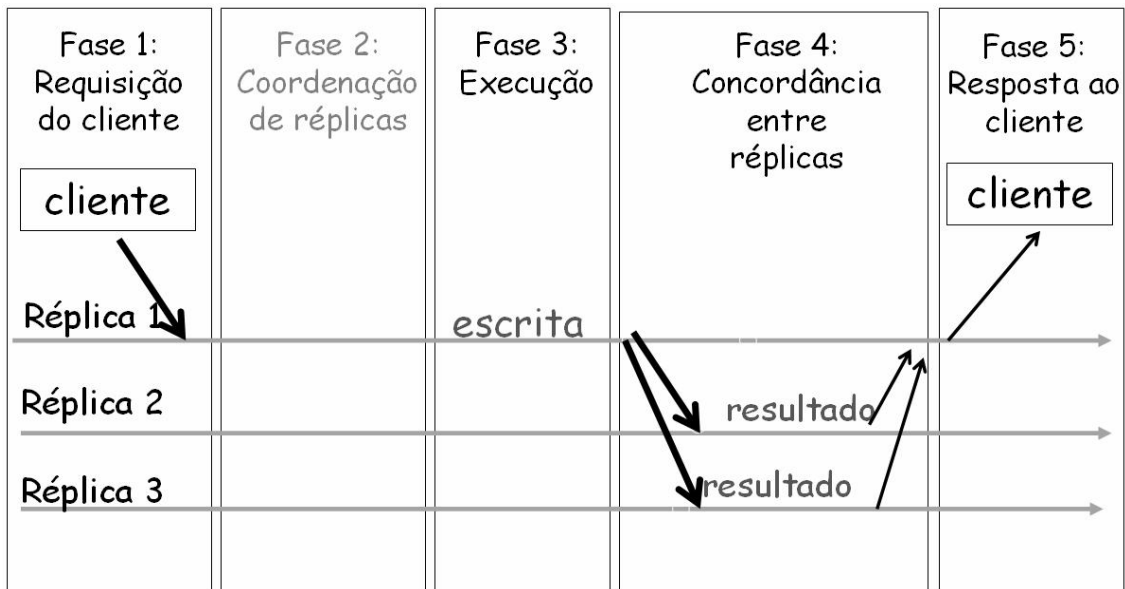 Fase 1:
Requisição
do cliente
Fase 2:
Coordenação
de réplicas
Fase 3:
Execução
Fase 4:
Concordância
entre
réplicas
Fase 5:
Resposta ao
cliente
cliente
cliente
Réplica 1
escrita
Réplica 2
resultado
Réplica 3
resultado